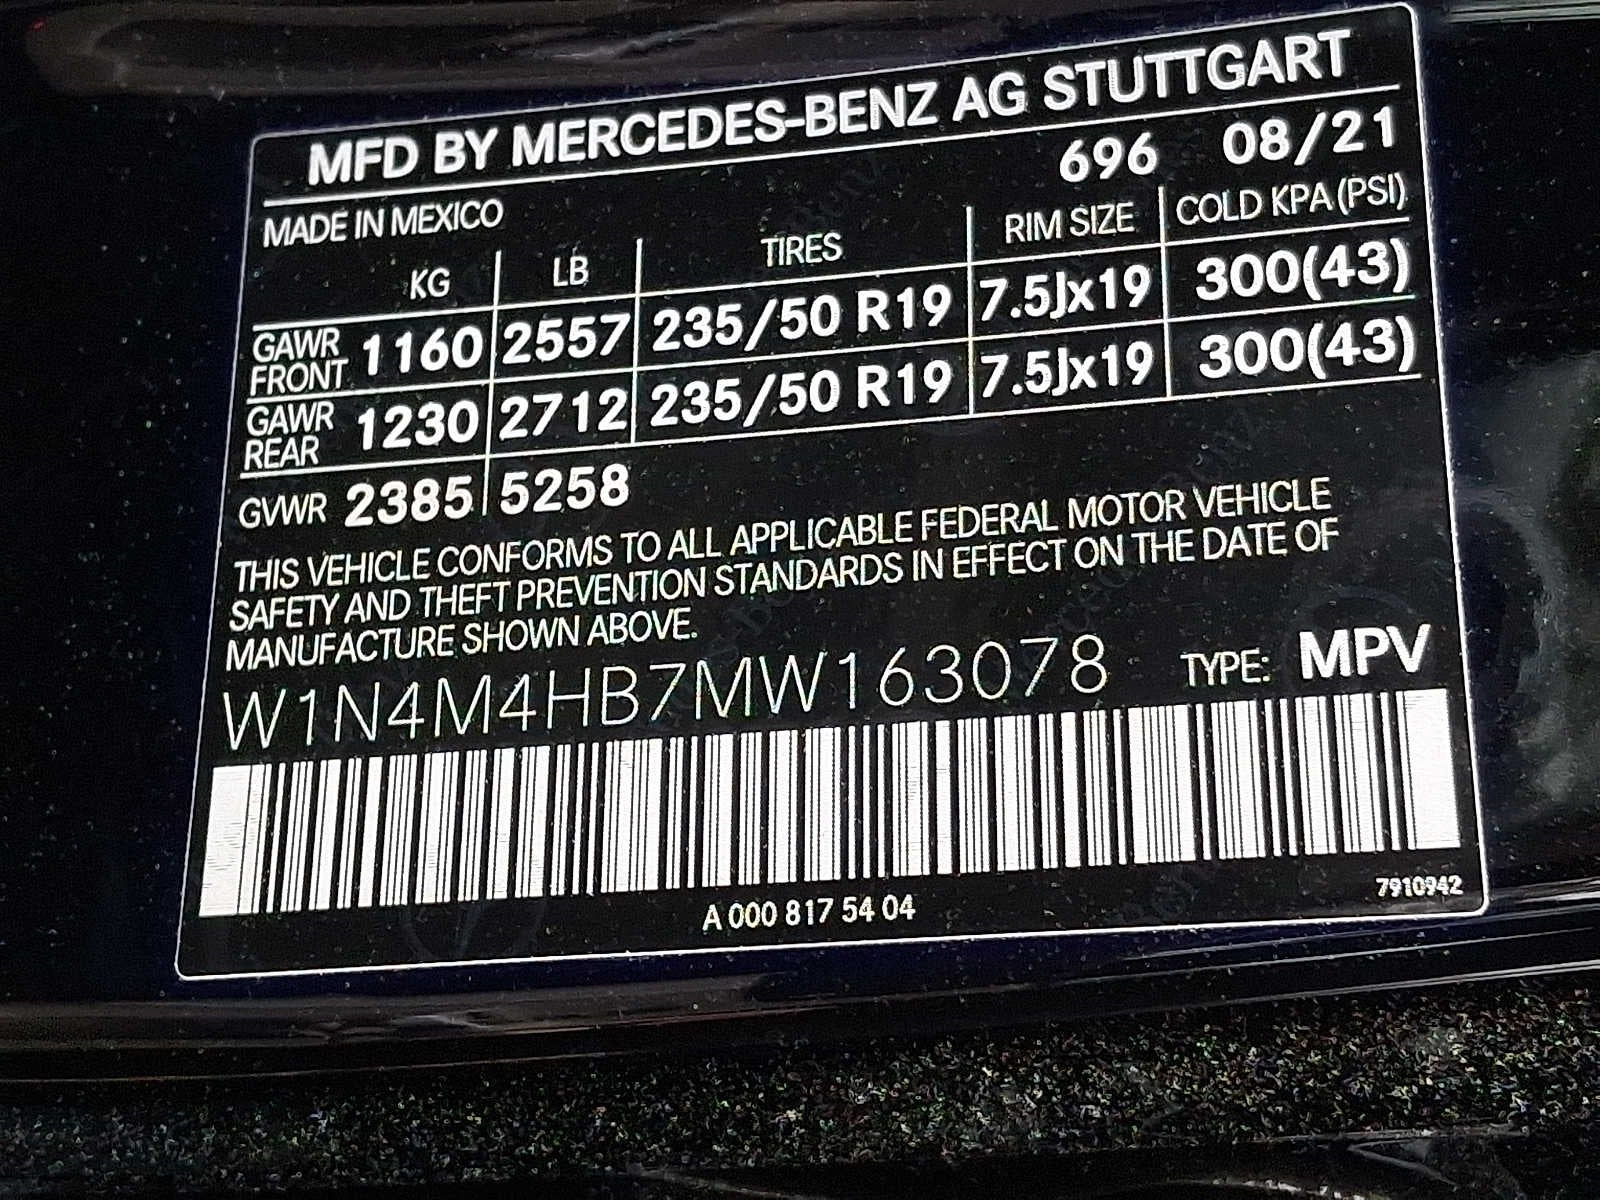 MFD BY MERCEDES-BENZ AG STUTTGART
696 08/21
MADE IN MEXICO
KG LB TIRES RIM SIZE COLD KPA (PSI)
GAWR FRONT 1160 2557 235/50 R19 7.5Jx19 300(43)
GAWR REAR 1230 2712 235/50 R19 7.5Jx19 300(43)
GVWR 2385 5258
THIS VEHICLE CONFORMS TO ALL APPLICABLE FEDERAL MOTOR VEHICLE
SAFETY AND THEFT PREVENTION STANDARDS IN EFFECT ON THE DATE OF
MANUFACTURE SHOWN ABOVE.
W1N4M4HB7MW163078 TYPE: MPV
A 000 817 54 04
7910942